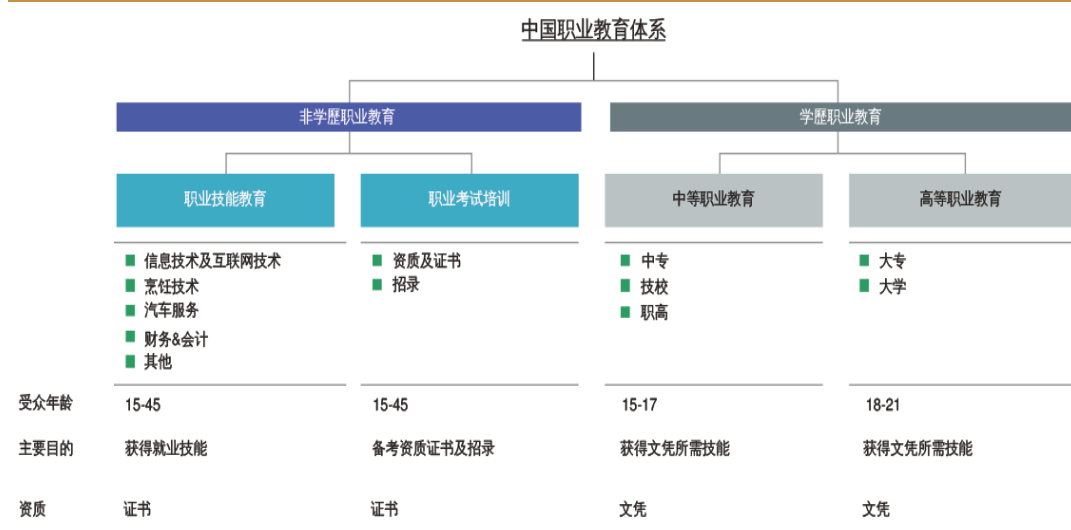 中国职业教育体系
非学歷职业教育
学歷职业教育
职业技能教育
职业考试培训
中等职业教育
高等职业教育
信息技术及互联网技术
烹饪技术
汽车服务
财务&会计
其他
资质及证书
招录
中专
技校
职高
大专
大学
受众年龄 15-45 15-45 15-17 18-21
主要目的 获得就业技能 备考资质证书及招录 获得文凭所需技能 获得文凭所需技能
资质 证书 证书 文凭 文凭